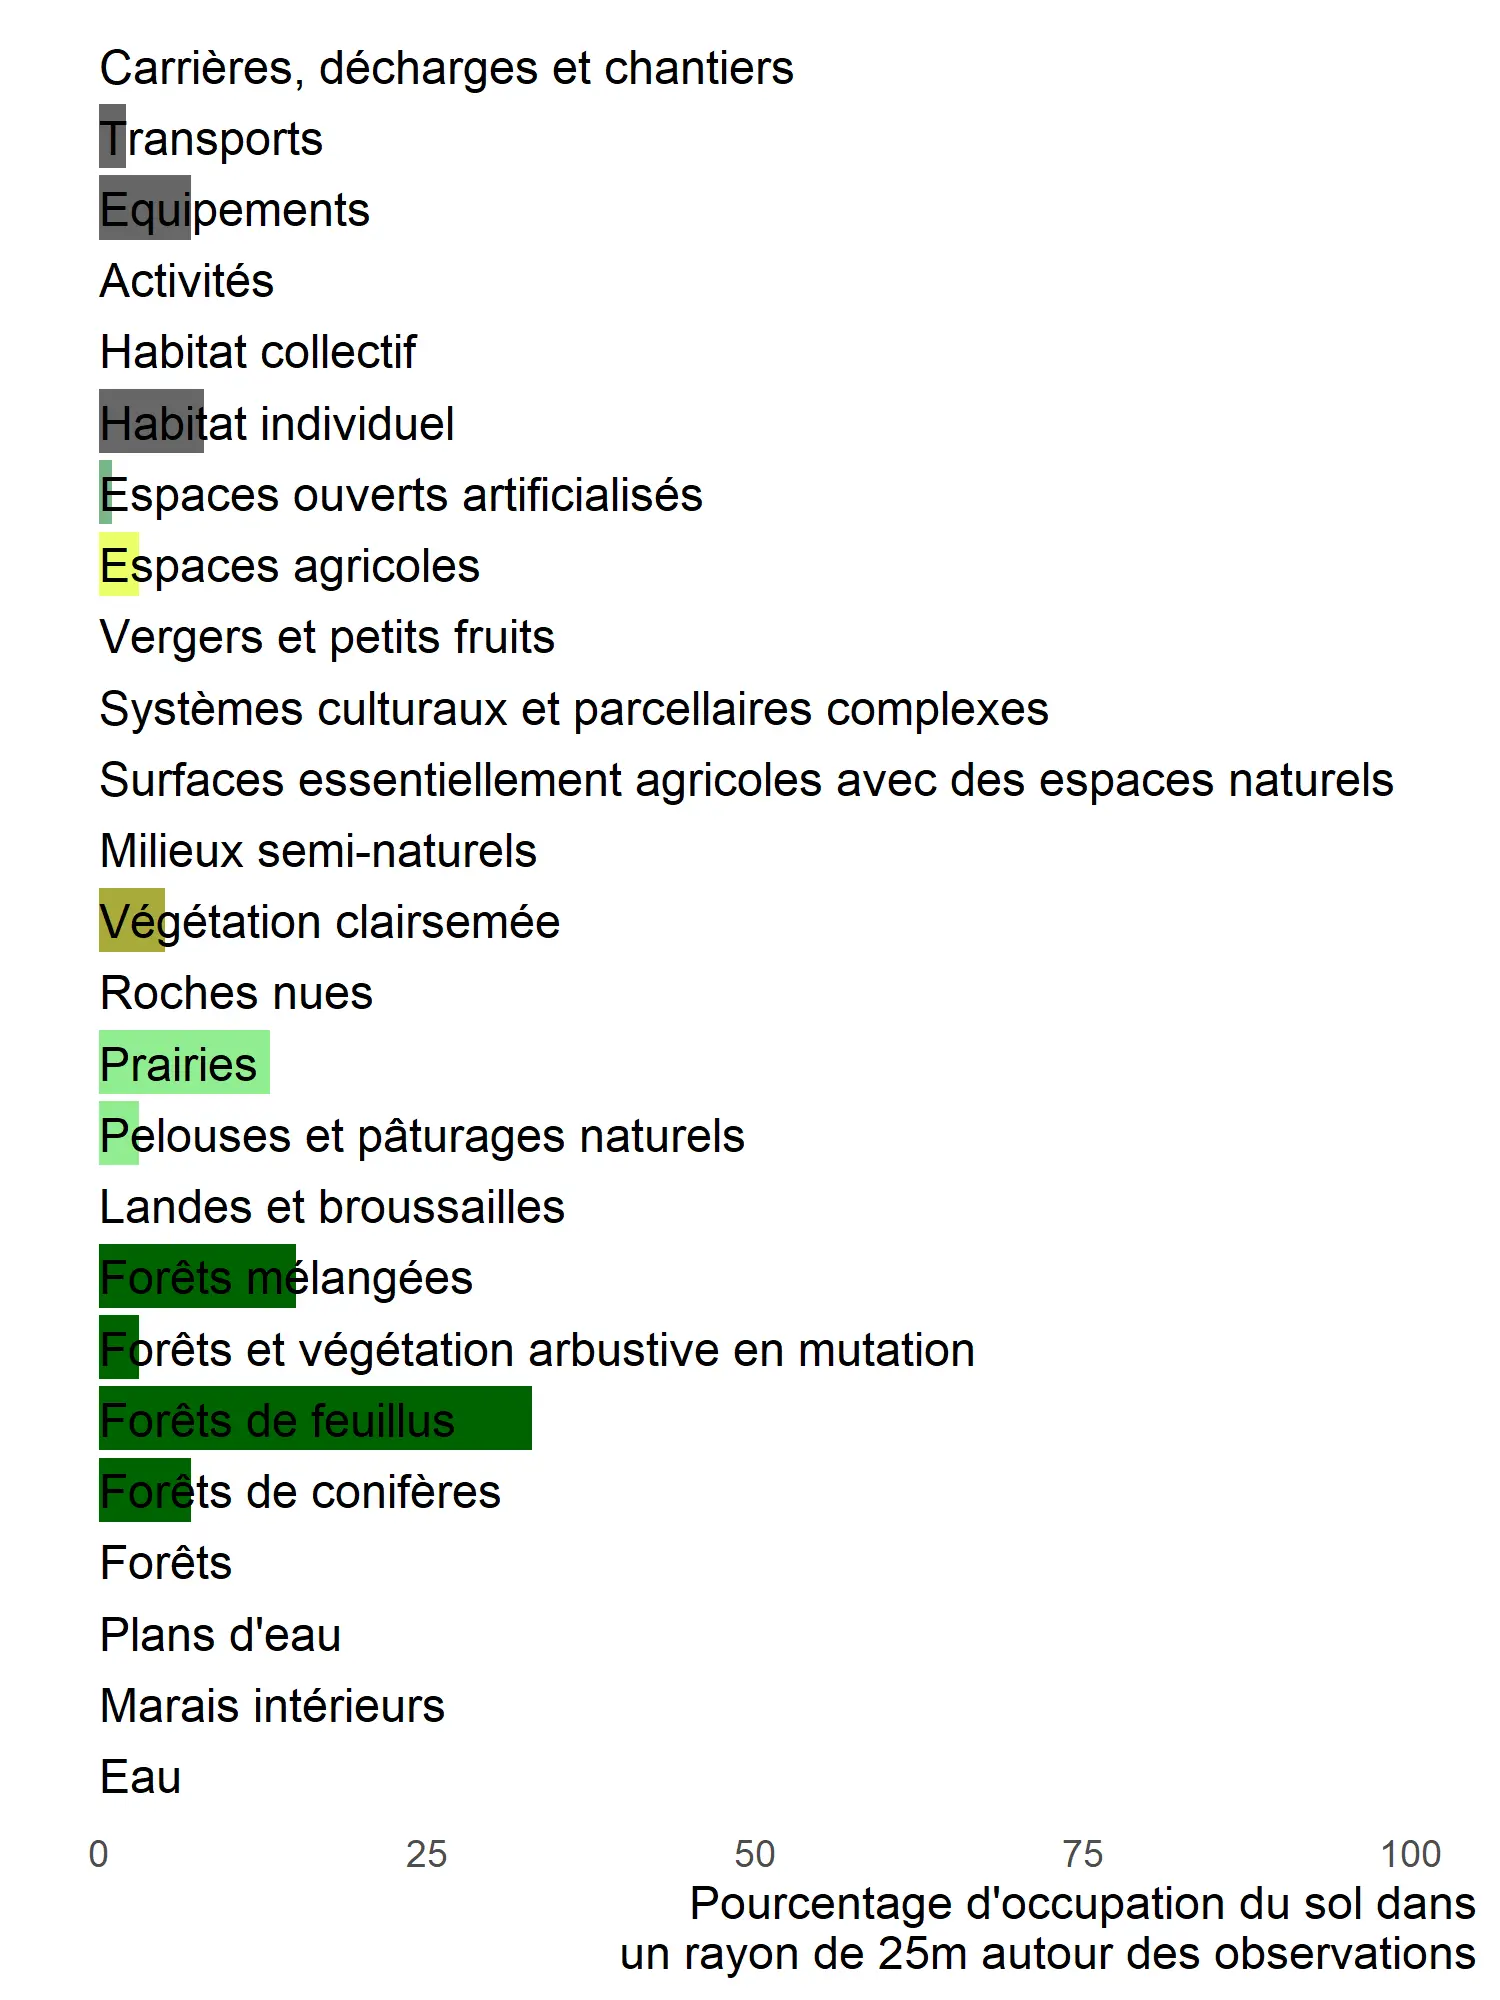 Carrières, décharges et chantiers
Transports
Equipements
Activités
Habitat collectif
Habitat individuel
Espaces ouverts artificialisés
Espaces agricoles
Vergers et petits fruits
Systèmes culturaux et parcellaires complexes
Surfaces essentiellement agricoles avec des espaces naturels
Milieux semi-naturels
Végétation clairsemée
Roches nues
Prairies
Pelouses et pâturages naturels
Landes et broussailles
Forêts mélangées
Forêts et végétation arbustive en mutation
Forêts de feuillus
Forêts de conifères
Forêts
Plans d'eau
Marais intérieurs
Eau
0 25 50 75 100
Pourcentage d'occupation du sol dans
un rayon de 25m autour des observations